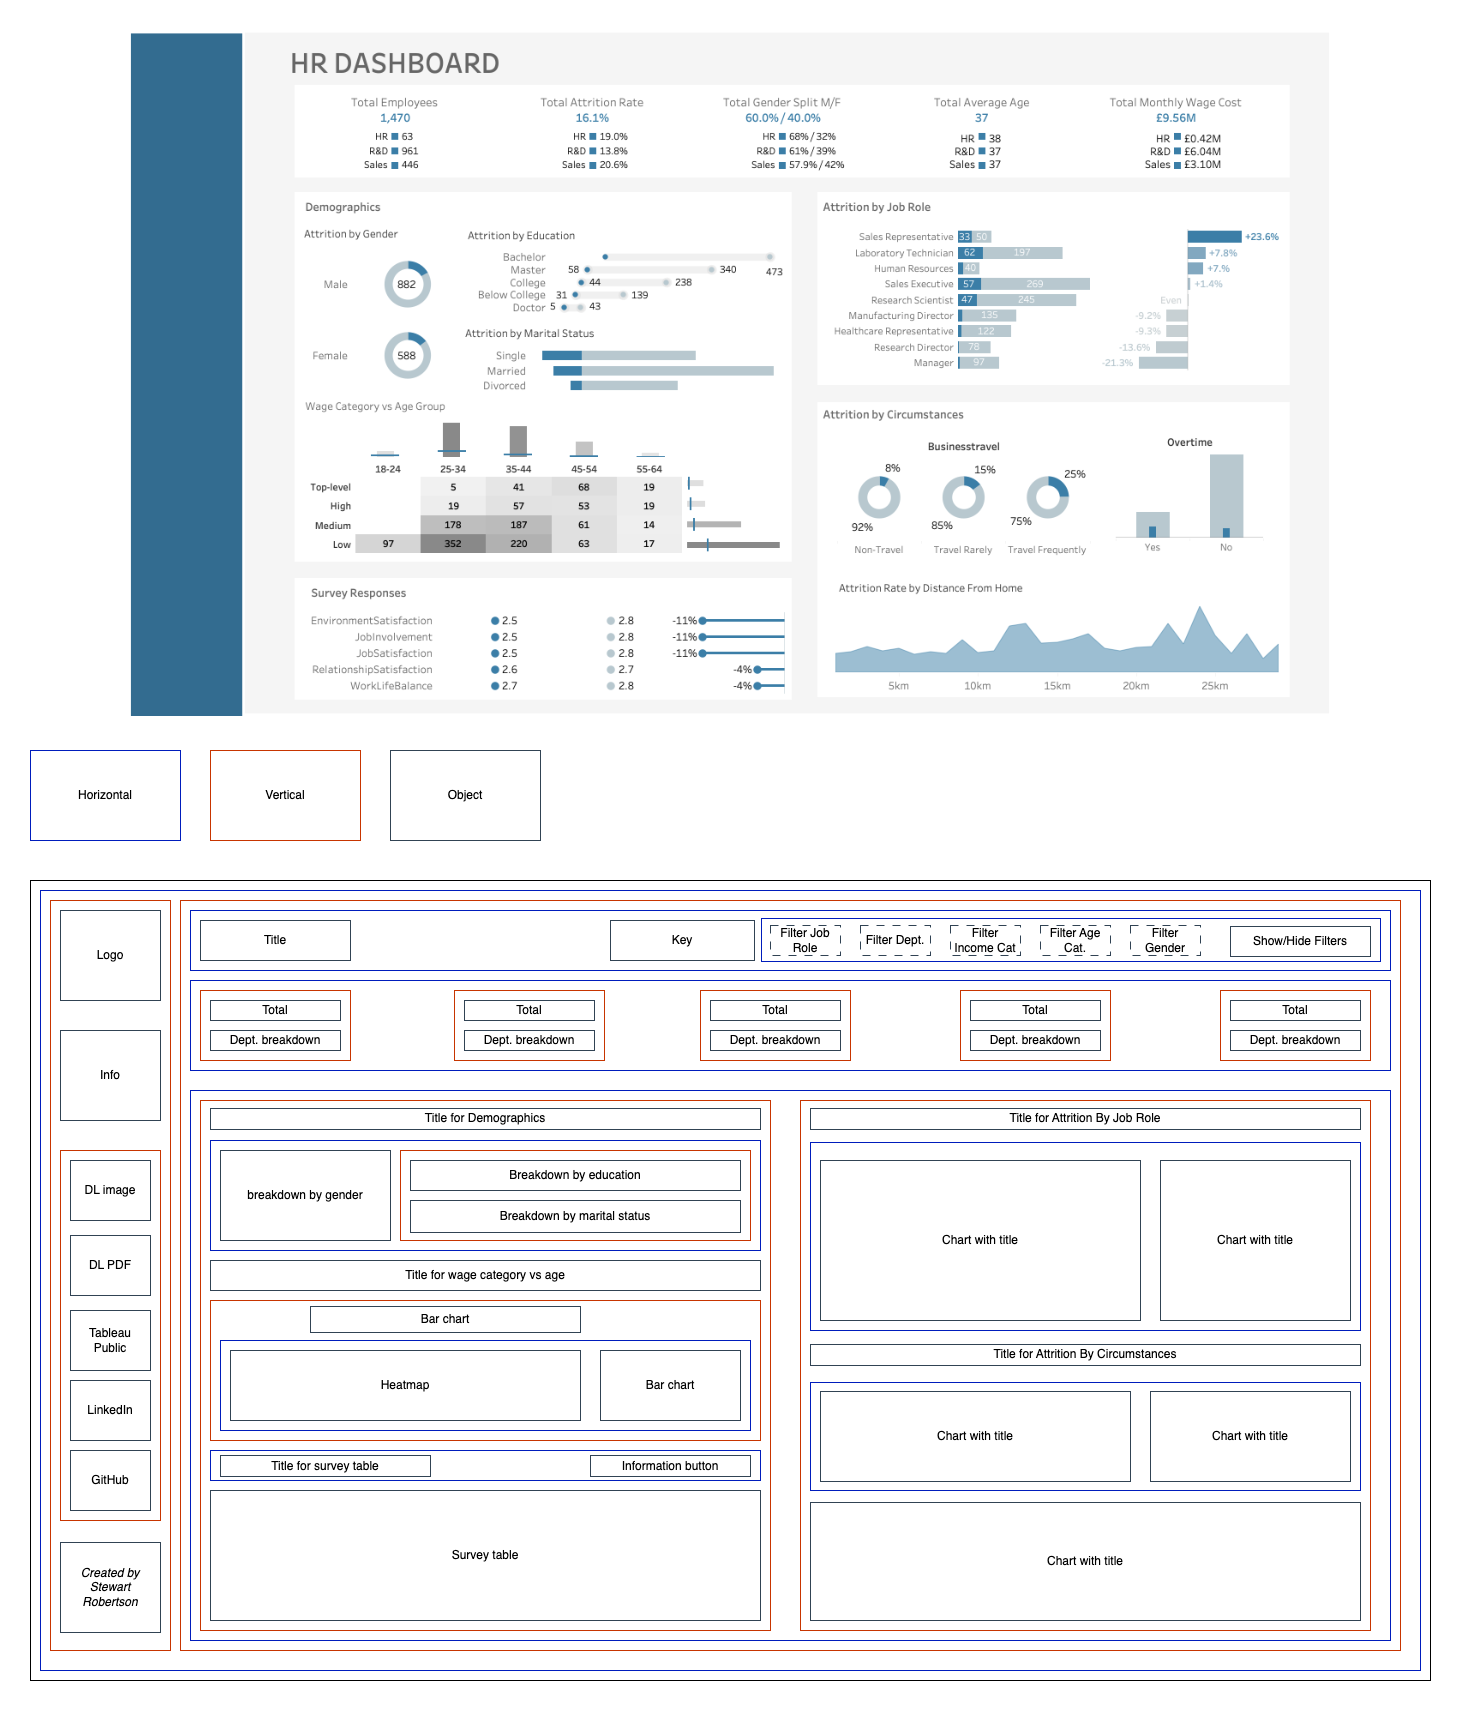 HR DASHBOARD
Total Employees
1,470
HR 63
R&D 961
Sales 446
Total Attrition Rate
16.1%
HR 19.0%
R&D 13.8%
Sales 20.6%
Total Gender Split M/F
60.0% / 40.0%
HR 68% / 32%
R&D 61% / 39%
Sales 57.9% / 42%
Total Average Age
37
HR 38
R&D 37
Sales 37
Total Monthly Wage Cost
£9.56M
HR £0.42M
R&D £6.04M
Sales £3.10M
Demographics
Attrition by Gender
Male 882
Female 588
Attrition by Education
Bachelor 473
Master 58 340
College 44 238
Below College 31 139
Doctor 5 43
Attrition by Marital Status
Single
Married
Divorced
Wage Category vs Age Group
18-24 25-34 35-44 45-54 55-64
Top-level 5 41 68 19
High 19 57 53 19
Medium 178 187 61 14
Low 97 352 220 63 17
Survey Responses
EnvironmentSatisfaction 2.5 2.8 -11%
JobInvolvement 2.5 2.8 -11%
JobSatisfaction 2.5 2.8 -11%
RelationshipSatisfaction 2.6 2.7 -4%
WorkLifeBalance 2.7 2.8 -4%
Attrition by Job Role
Sales Representative 33 50 +23.6%
Laboratory Technician 62 197 +7.8%
Human Resources 40 +7.%
Sales Executive 57 269 +1.4%
Research Scientist 47 245 Even
Manufacturing Director 135 -9.2%
Healthcare Representative 122 -9.3%
Research Director 78 -13.6%
Manager 97 -21.3%
Attrition by Circumstances
Businesstravel
8% 15% 25%
92% 85% 75%
Non-Travel Travel Rarely Travel Frequently
Overtime
Yes No
Attrition Rate by Distance From Home
5km 10km 15km 20km 25km
Horizontal
Vertical
Object
Logo
Info
DL image
DL PDF
Tableau
Public
LinkedIn
GitHub
Created by
Stewart
Robertson
Title
Key
Filter Job
Role
Filter Dept.
Filter
Income Cat
Filter Age
Cat.
Filter
Gender
Show/Hide Filters
Total
Dept. breakdown
Total
Dept. breakdown
Total
Dept. breakdown
Total
Dept. breakdown
Total
Dept. breakdown
Title for Demographics
breakdown by gender
Breakdown by education
Breakdown by marital status
Title for wage category vs age
Bar chart
Heatmap
Bar chart
Title for survey table
Information button
Survey table
Title for Attrition By Job Role
Chart with title
Chart with title
Title for Attrition By Circumstances
Chart with title
Chart with title
Chart with title